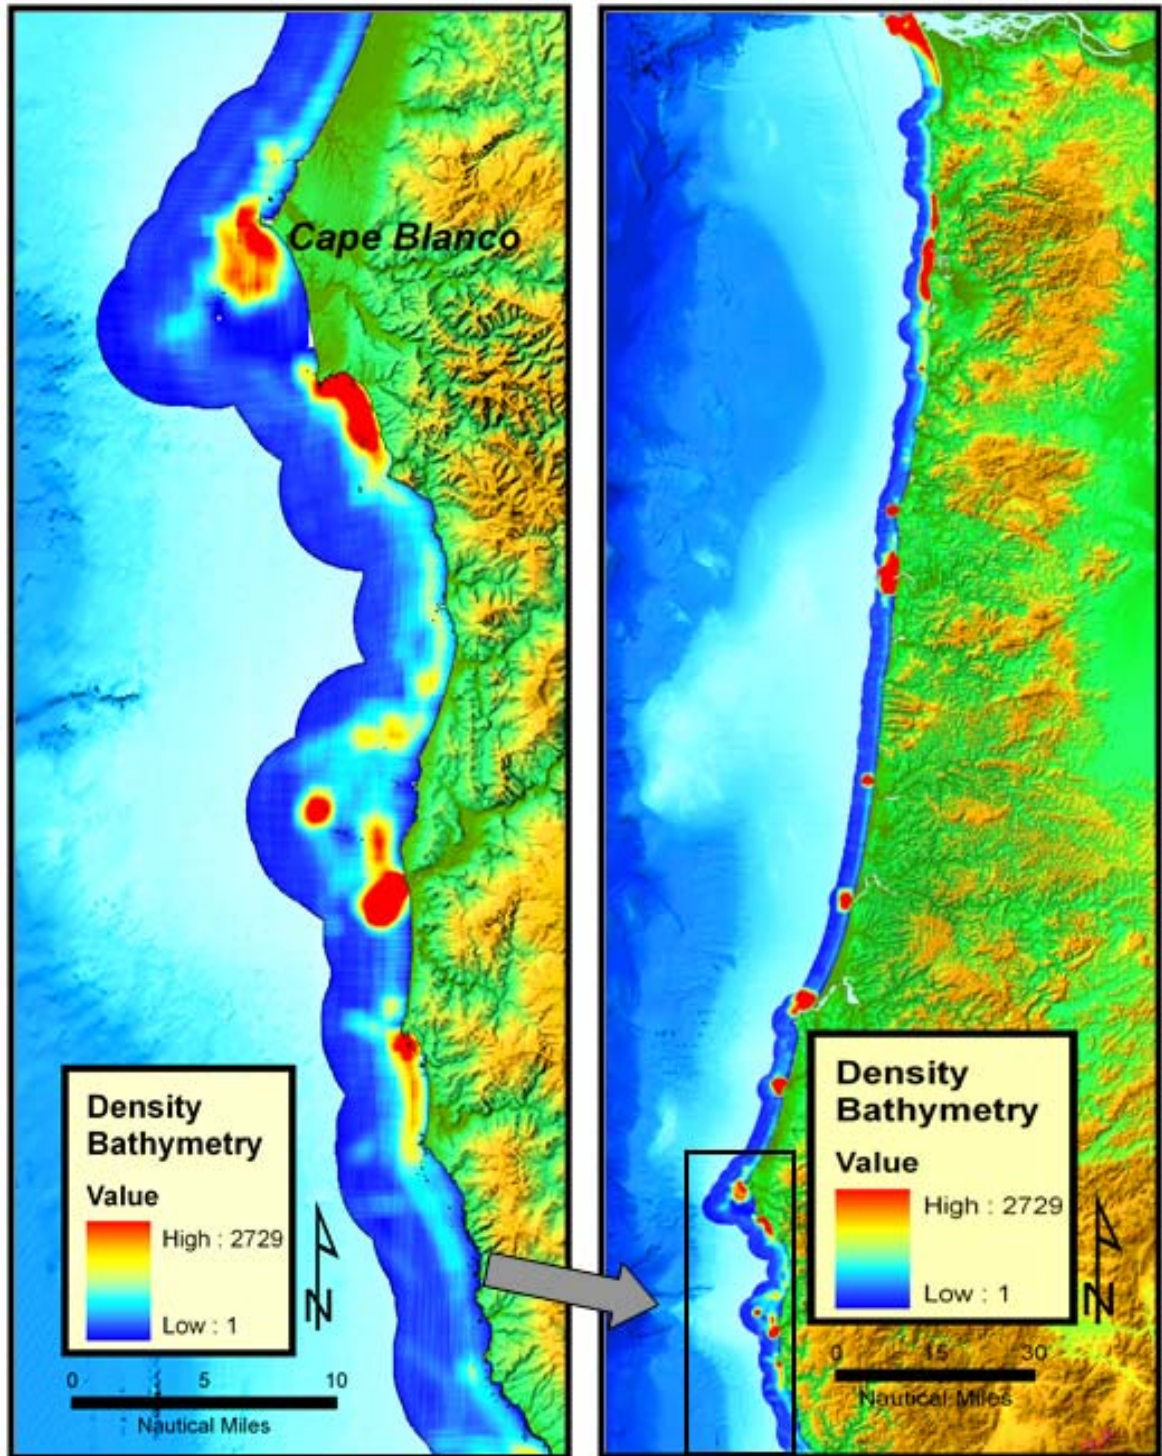 Cape Blanco
Density
Bathymetry
Value
High : 2729
Low : 1
N
0 5 10
Nautical Miles
Density
Bathymetry
Value
High : 2729
Low : 1
N
0 15 30
Nautical Miles